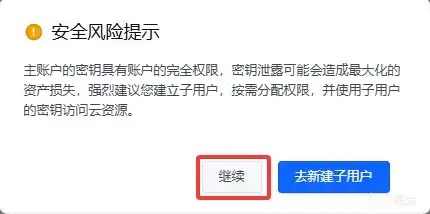 安全风险提示
主账户的密钥具有账户的完全权限，密钥泄露可能会造成最大化的
资产损失，强烈建议您建立子用户，按需分配权限，并使用子用户
的密钥访问云资源。
继续
去新建子用户